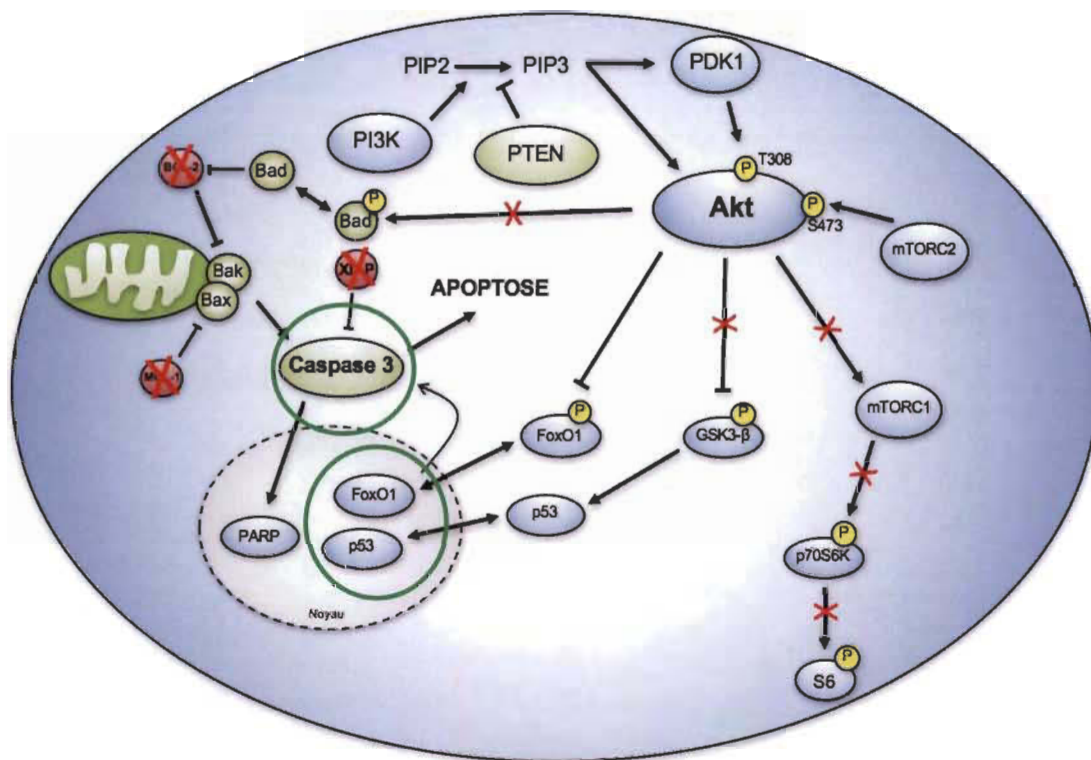 PIP2
PIP3
PDK1
PI3K
PTEN
P
T308
Akt
P
S473
mTORC2
Bad
P
Bad
Bak
Bax
APOPTOSE
Caspase 3
P
FoxO1
P
GSK3-β
mTORC1
FoxO1
PARP
p53
p53
P
p70S6K
Noyau
P
S6